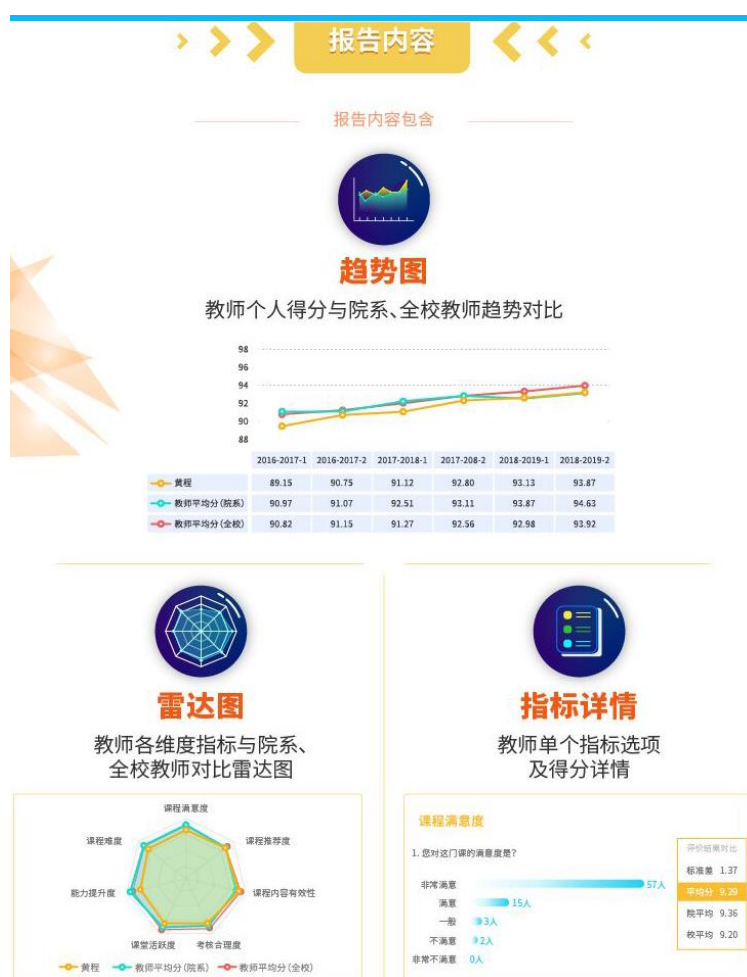 报告内容
报告内容包含
趋势图
教师个人得分与院系、全校教师趋势对比
98
96
94
92
90
88
2016-2017-1 2016-2017-2 2017-2018-1 2017-208-2 2018-2019-1 2018-2019-2
黄程 89.15 90.75 91.12 92.80 93.13 93.87
教师平均分(院系) 90.97 91.07 92.51 93.11 93.87 94.63
教师平均分(全校) 90.82 91.15 91.27 92.56 92.98 93.92
雷达图
教师各维度指标与院系、
全校教师对比雷达图
课程满意度
课程难度 课程推荐度
能力提升度 课程内容有效性
课堂活跃度 考核合理度
黄程 教师平均分(院系) 教师平均分(全校)
指标详情
教师单个指标选项
及得分详情
课程满意度
1. 您对这门课的满意度是?
非常满意 57人
满意 15人
一般 3人
不满意 2人
非常不满意 0人
评价结果对比
标准差 1.37
平均分 9.29
院平均 9.36
校平均 9.20